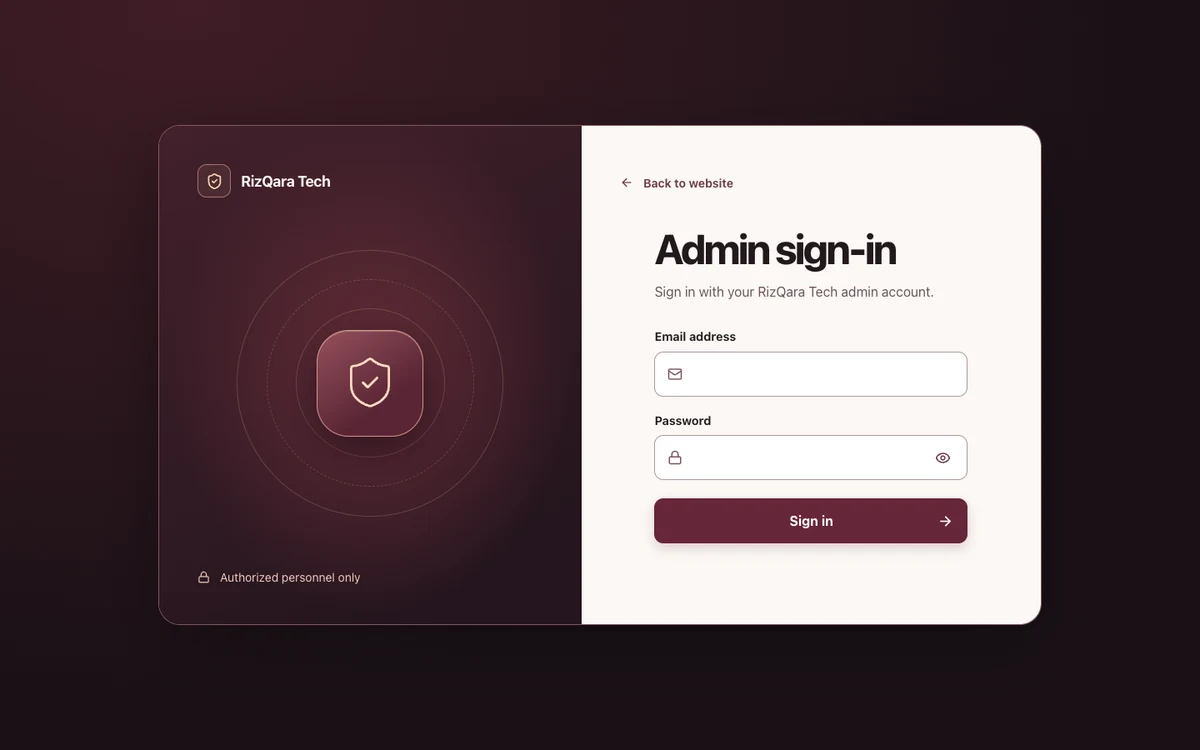 RizQara Tech
Authorized personnel only
Back to website
Admin sign-in
Sign in with your RizQara Tech admin account.
Email address
Password
Sign in